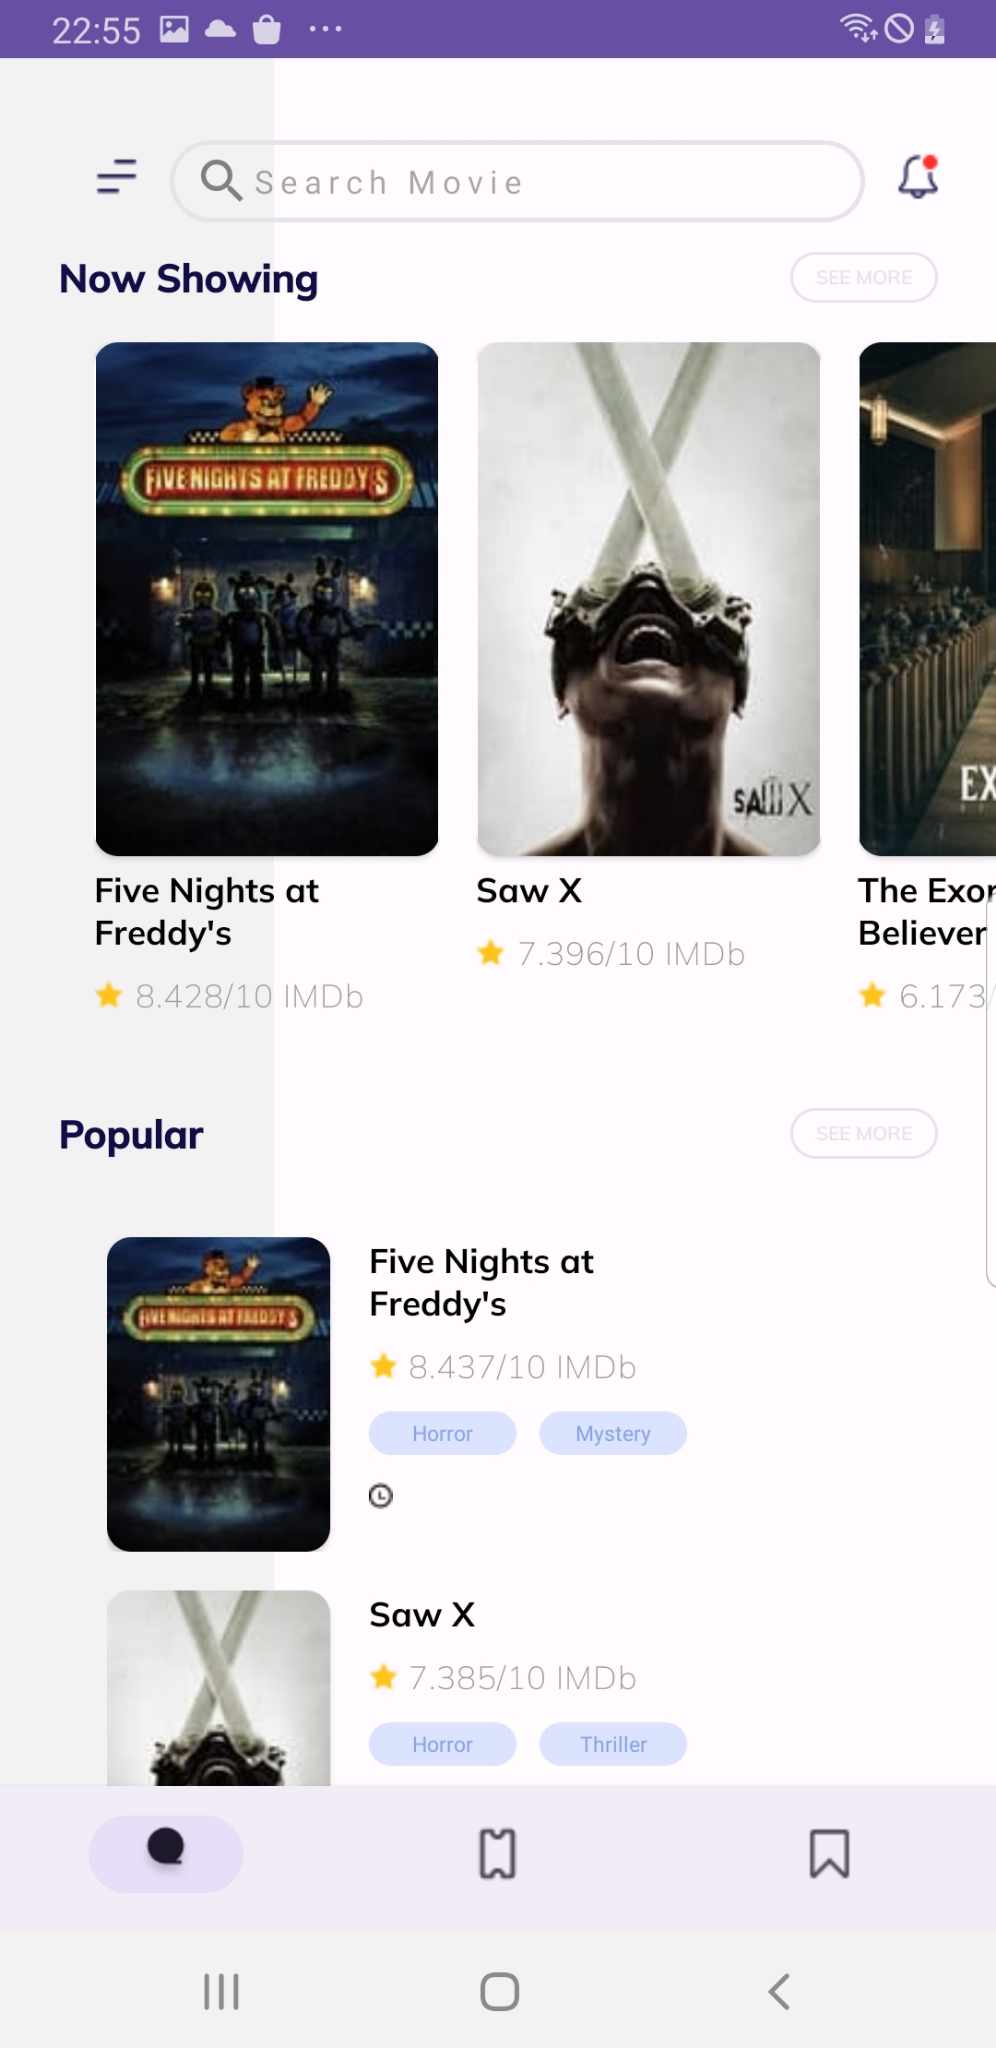 22:55
Search Movie
Now Showing
SEE MORE
FIVE NIGHTS AT FREDDY'S
SAW X
EX
Five Nights at
Freddy's
8.428/10 IMDb
Saw X
7.396/10 IMDb
The Exor
Believer
6.173/
Popular
SEE MORE
FIVE NIGHTS AT FREDDY'S
Five Nights at
Freddy's
8.437/10 IMDb
Horror
Mystery
Saw X
7.385/10 IMDb
Horror
Thriller